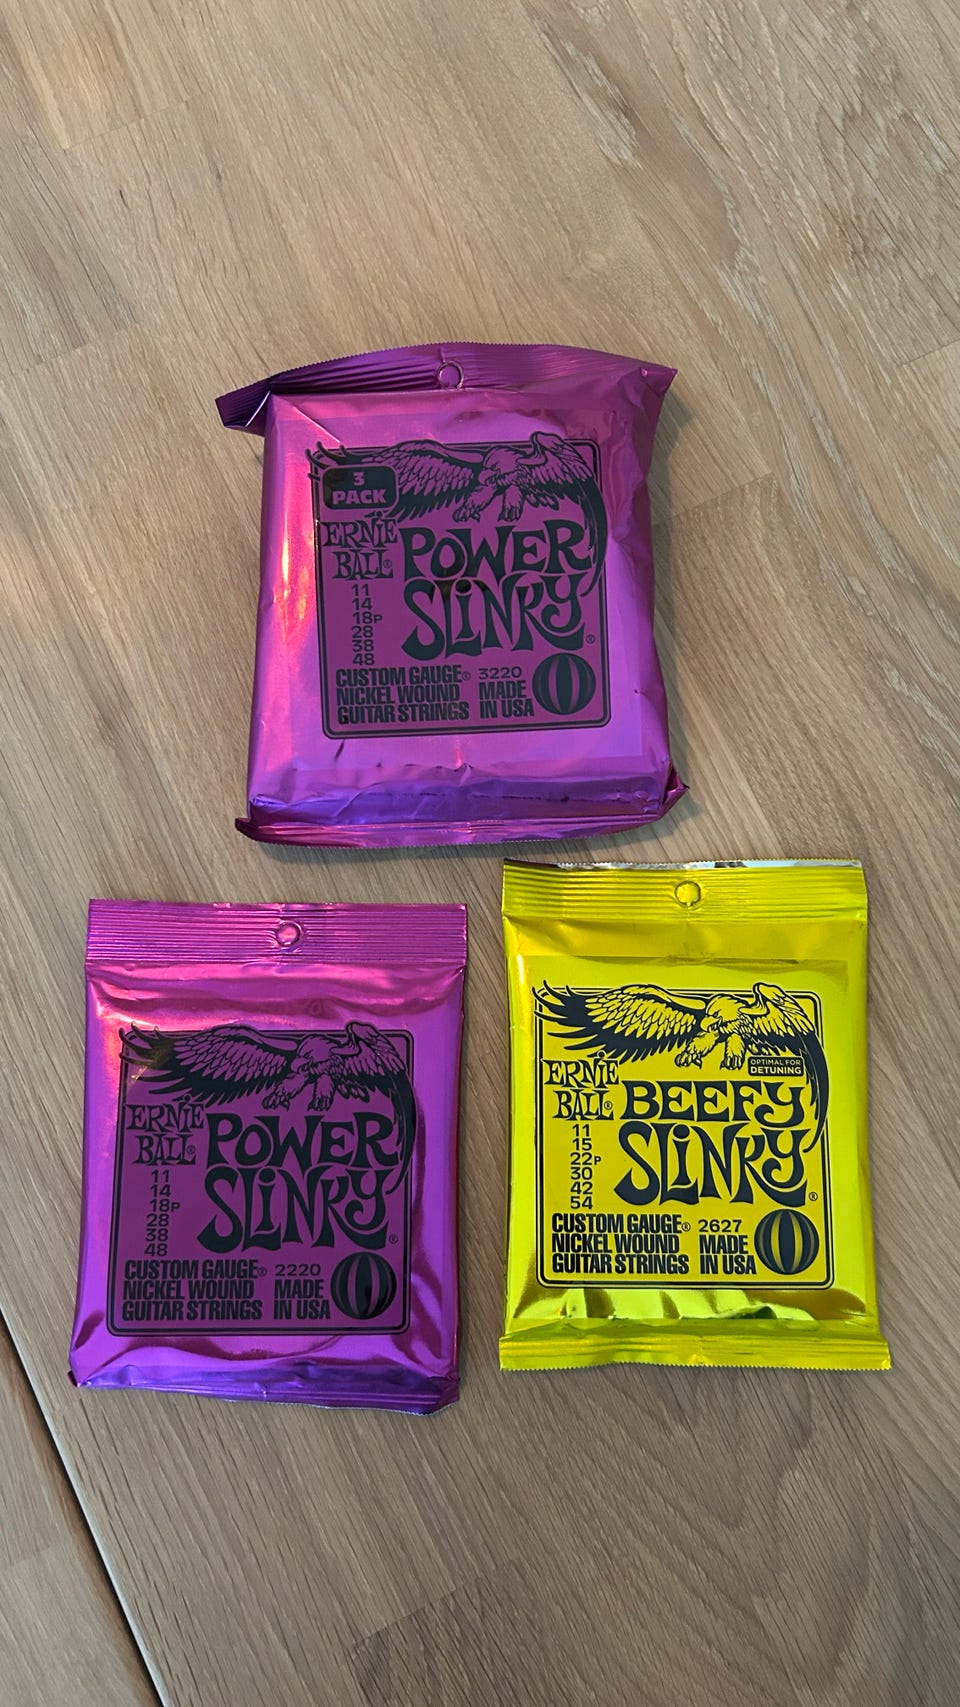 3
PACK
ERNIE
BALL®
POWER
SLINKY®
11
14
18P
28
38
48
CUSTOM GAUGE®
NICKEL WOUND
GUITAR STRINGS
3220
MADE
IN USA
ERNIE
BALL®
POWER
SLINKY®
11
14
18P
28
38
48
CUSTOM GAUGE®
NICKEL WOUND
GUITAR STRINGS
2220
MADE
IN USA
OPTIMAL FOR
DETUNING
ERNIE
BALL®
BEEFY
SLINKY®
11
15
22P
30
42
54
CUSTOM GAUGE®
NICKEL WOUND
GUITAR STRINGS
2627
MADE
IN USA